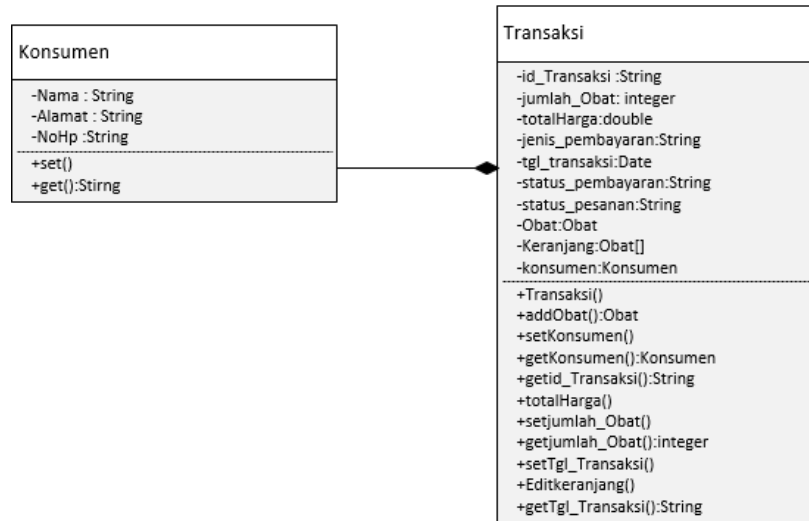 Konsumen
-Nama : String
-Alamat : String
-NoHp :String
+set()
+get():Stirng
Transaksi
-id_Transaksi :String
-jumlah_Obat: integer
-totalHarga:double
-jenis_pembayaran:String
-tgl_transaksi:Date
-status_pembayaran:String
-status_pesanan:String
-Obat:Obat
-Keranjang:Obat[]
-konsumen:Konsumen
+Transaksi()
+addObat():Obat
+setKonsumen()
+getKonsumen():Konsumen
+getid_Transaksi():String
+totalHarga()
+setjumlah_Obat()
+getjumlah_Obat():integer
+setTgl_Transaksi()
+Editkeranjang()
+getTgl_Transaksi():String